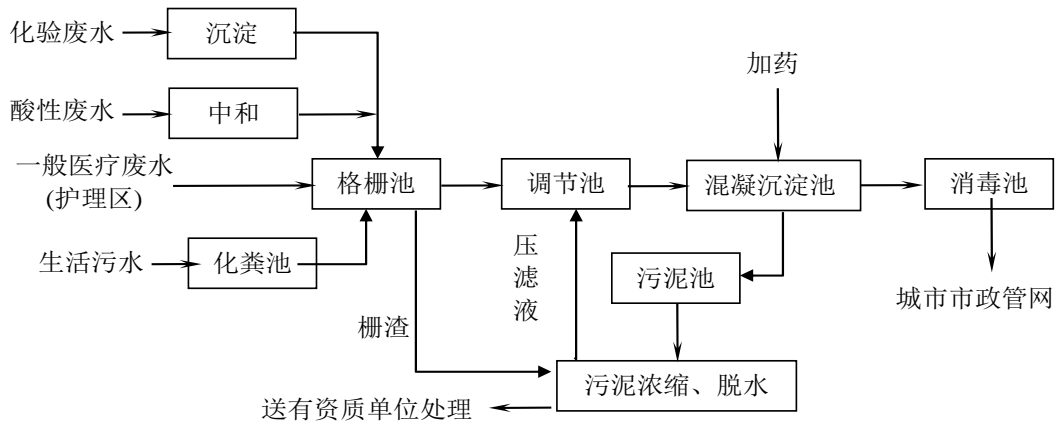 化验废水
沉淀
加药
酸性废水
中和
一般医疗废水
(护理区)
格栅池
调节池
混凝沉淀池
消毒池
生活污水
化粪池
压滤液
污泥池
城市市政管网
栅渣
污泥浓缩、脱水
送有资质单位处理